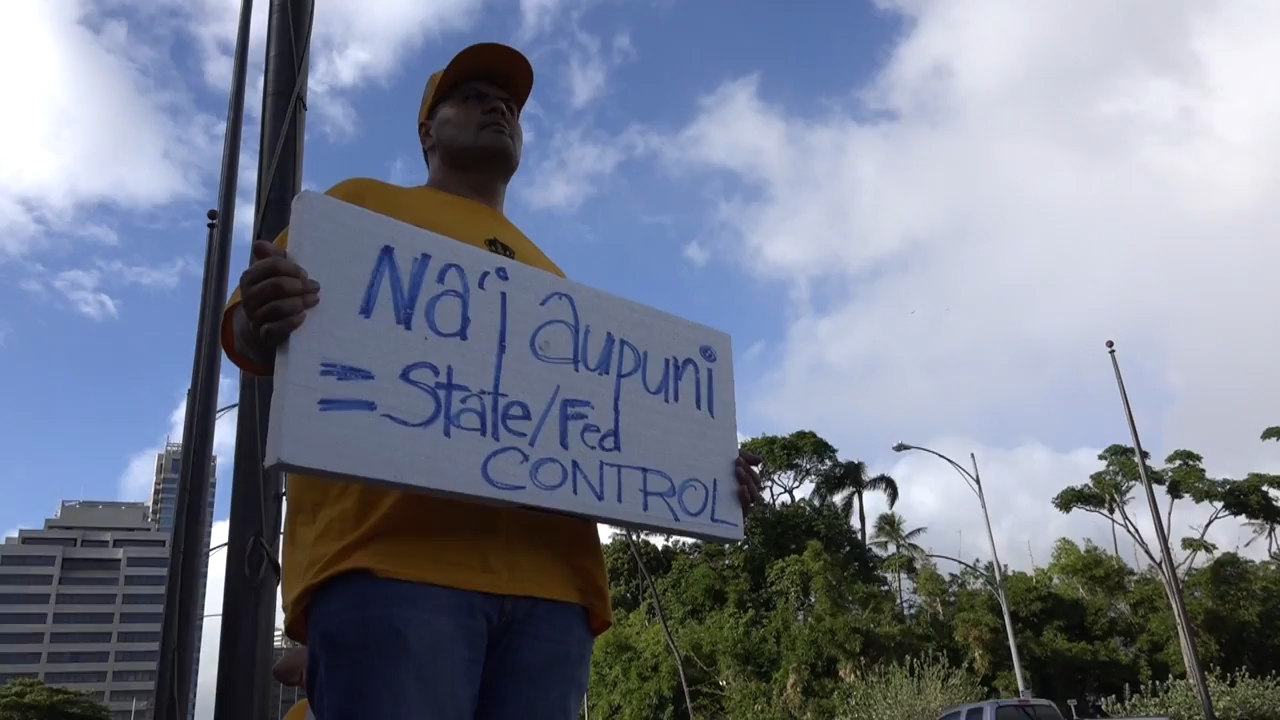 Na'i aupuni
= State/Fed
CONTROL